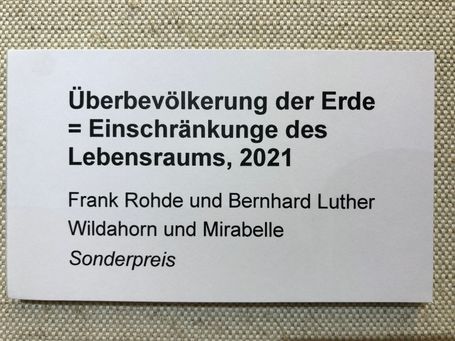 Überbevölkerung der Erde
= Einschränkunge des
Lebensraums, 2021
Frank Rohde und Bernhard Luther
Wildahorn und Mirabelle
Sonderpreis